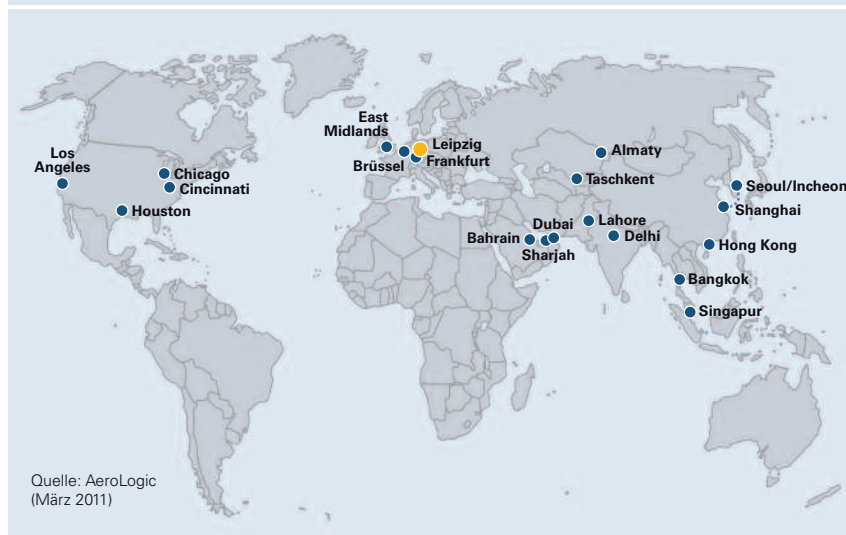 East
Midlands
Leipzig
Brüssel
Frankfurt
Los
Angeles
Chicago
Cincinnati
Houston
Almaty
Taschkent
Seoul/Incheon
Shanghai
Lahore
Dubai
Bahrain
Delhi
Sharjah
Hong Kong
Bangkok
Singapur
Quelle: AeroLogic
(März 2011)